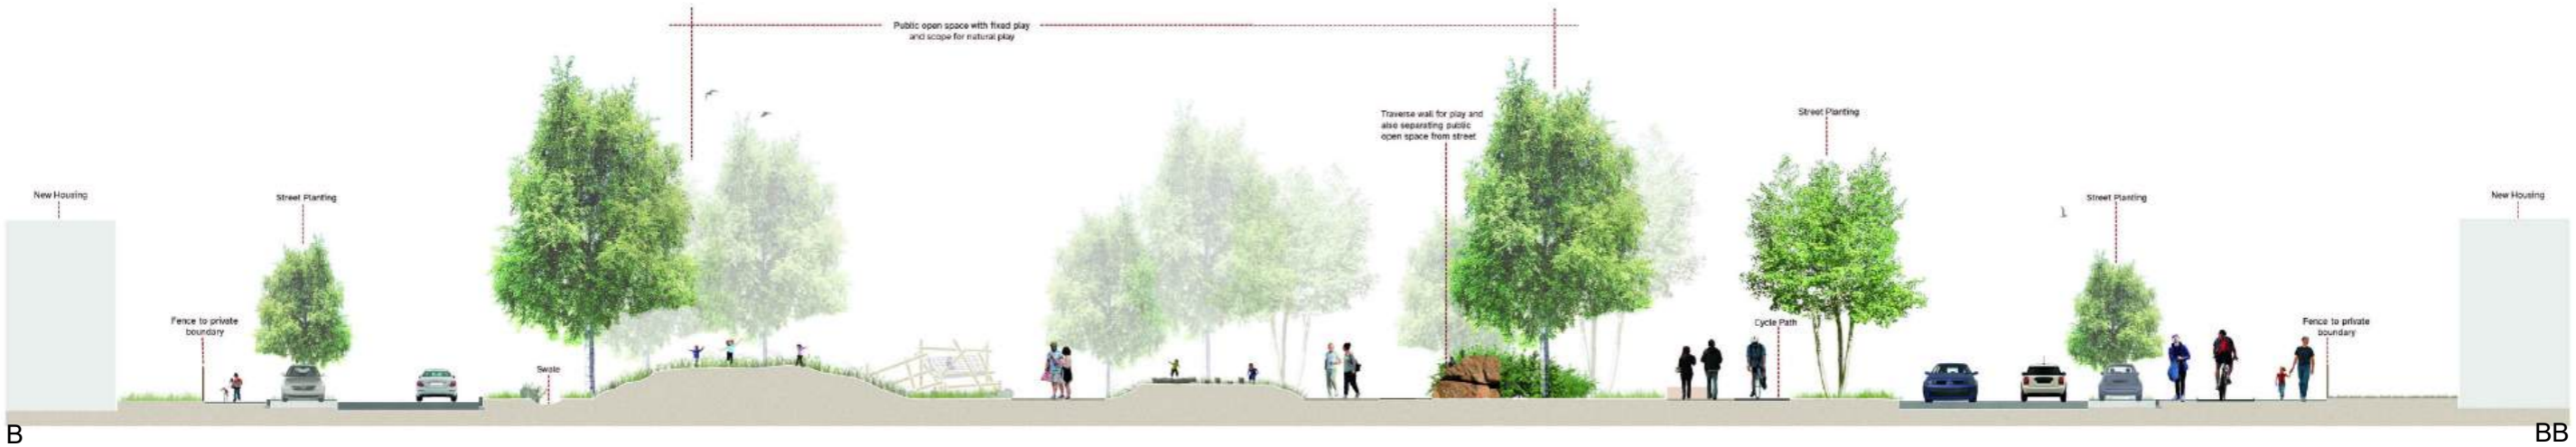 Public open space with fixed play
and scope for natural play
Traverse wall for play and
also separating public
open space from street
Street Planting
New Housing
Street Planting
Street Planting
New Housing
Fence to private
boundary
Cycle Path
Fence to private
boundary
Swale
B
BB